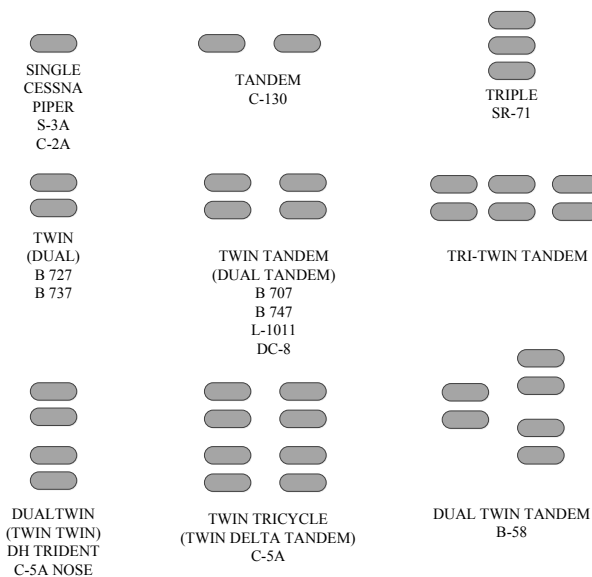 SINGLE
CESSNA
PIPER
S-3A
C-2A
TANDEM
C-130
TRIPLE
SR-71
TWIN
(DUAL)
B 727
B 737
TWIN TANDEM
(DUAL TANDEM)
B 707
B 747
L-1011
DC-8
TRI-TWIN TANDEM
DUALTWIN
(TWIN TWIN)
DH TRIDENT
C-5A NOSE
TWIN TRICYCLE
(TWIN DELTA TANDEM)
C-5A
DUAL TWIN TANDEM
B-58